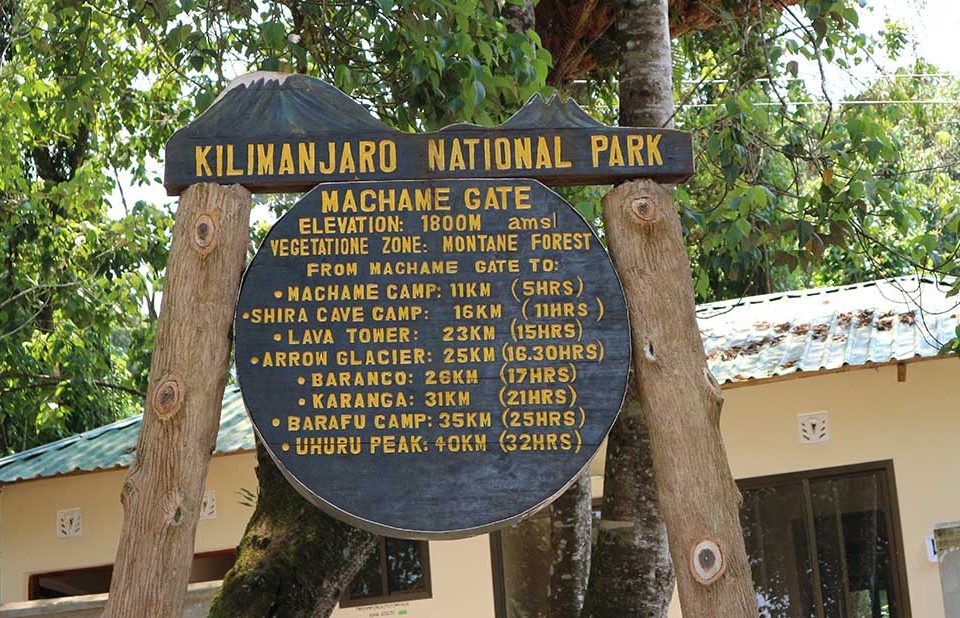 KILIMANJARO NATIONAL PARK
MACHAME GATE
ELEVATION: 1800M amsl
VEGETATIONE ZONE: MONTANE FOREST
FROM MACHAME GATE TO:
• MACHAME CAMP: 11KM (5HRS)
• SHIRA CAVE CAMP: 16KM (11HRS)
• LAVA TOWER: 23KM (15HRS)
• ARROW GLACIER: 25KM (16.30HRS)
• BARANCO: 26KM (17HRS)
• KARANGA: 31KM (21HRS)
• BARAFU CAMP: 35KM (25HRS)
• UHURU PEAK: 40KM (32HRS)